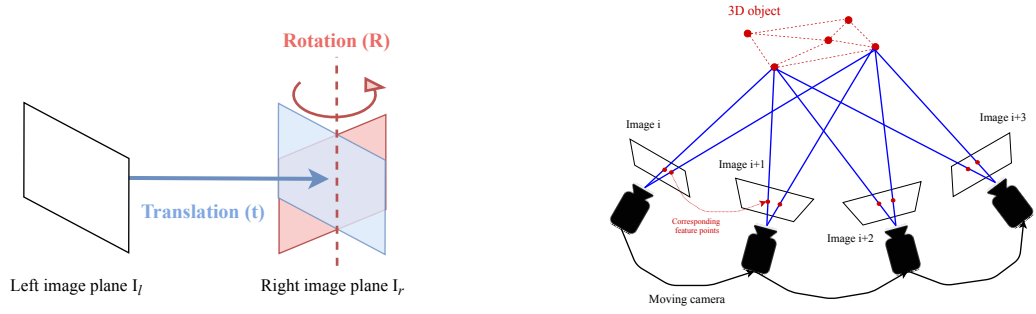 Rotation (R)
Translation (t)
Left image plane I_l
Right image plane I_r
3D object
Image i
Image i+1
Image i+2
Image i+3
Corresponding
feature points
Moving camera